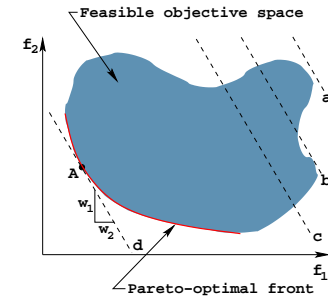 Feasible objective space
f2
a
A
b
w1
w2
c
d
f1
Pareto-optimal front